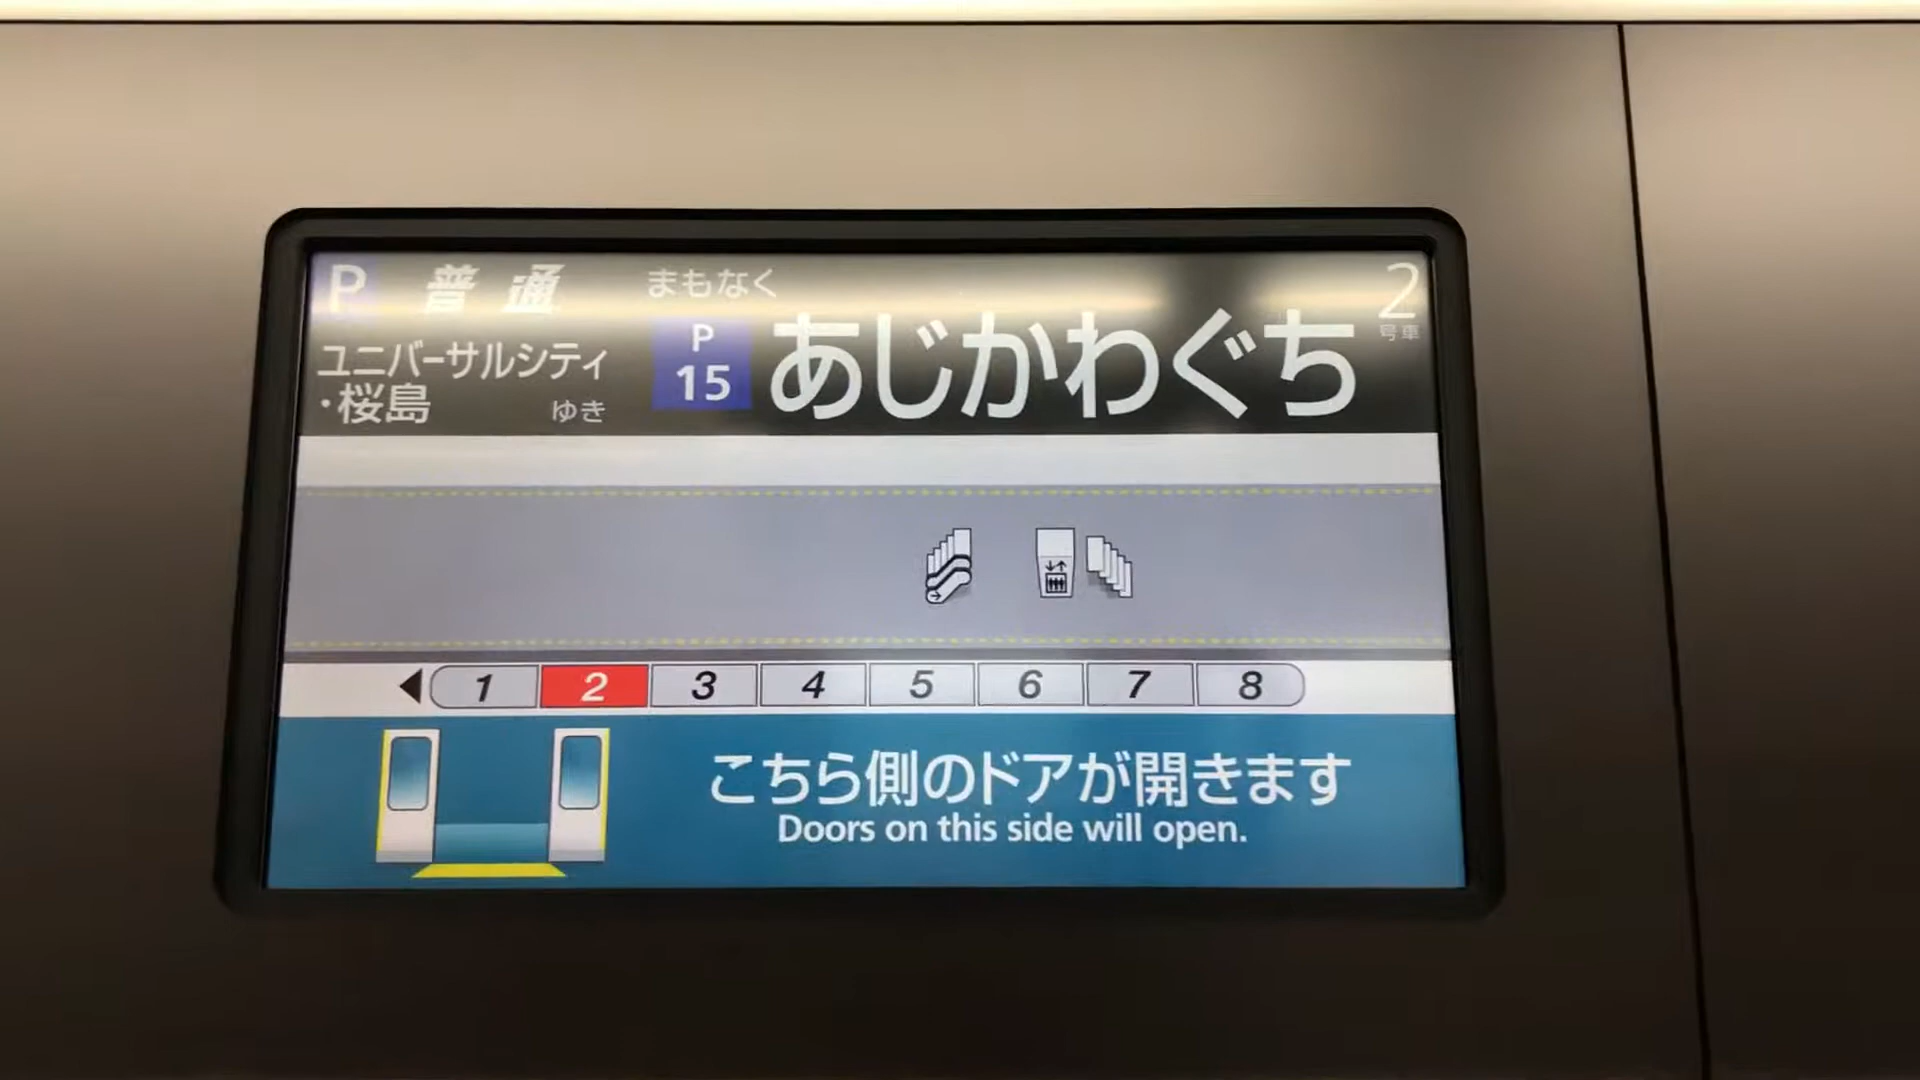 P 普通
ユニバーサルシティ
・桜島 ゆき
まもなく
P
15
あじかわぐち
2
号車
1 2 3 4 5 6 7 8
こちら側のドアが開きます
Doors on this side will open.